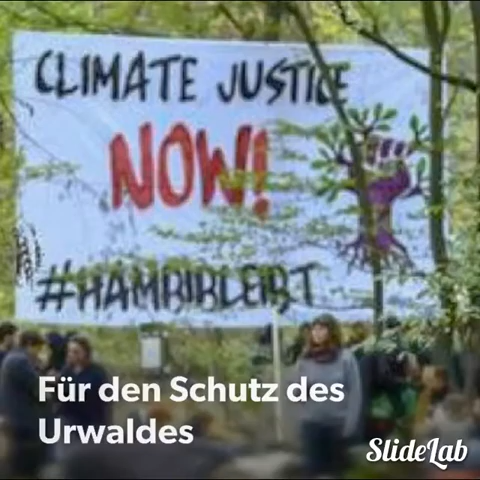 CLIMATE JUSTICE
NOW!
#HAMBIBLEIBT
Für den Schutz des
Urwaldes
SlideLab